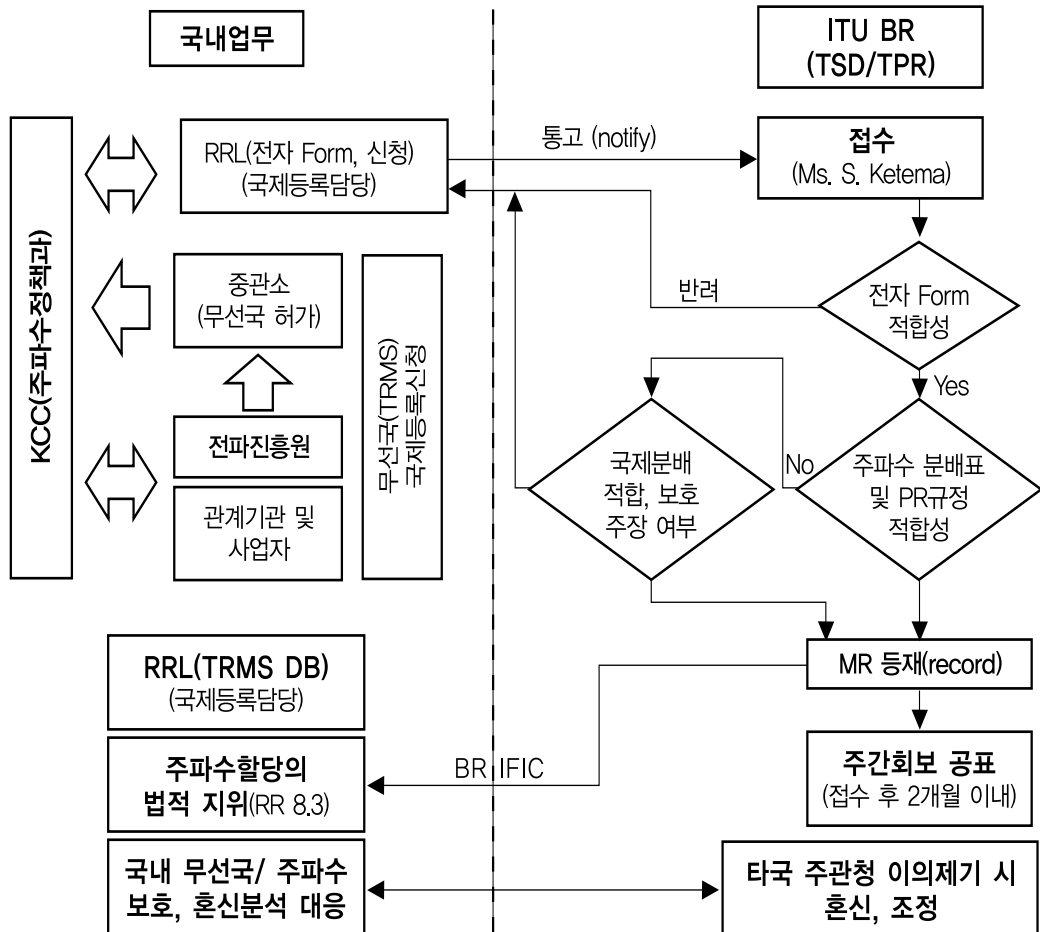 국내업무
ITU BR
(TSD/TPR)
KCC(주파수정책과)
RRL(전자 Form, 신청)
(국제등록담당)
통고 (notify)
접수
(Ms. S. Ketema)
중관소
(무선국 허가)
무선국(TRMS)
국제등록신청
반려
전자 Form
적합성
Yes
전파진흥원
관계기관 및
사업자
국제분배
적합, 보호
주장 여부
No
주파수 분배표
및 PR규정
적합성
RRL(TRMS DB)
(국제등록담당)
MR 등재(record)
주파수할당의
법적 지위(RR 8.3)
BR IFIC
주간회보 공표
(접수 후 2개월 이내)
국내 무선국/ 주파수
보호, 혼신분석 대응
타국 주관청 이의제기 시
혼신, 조정